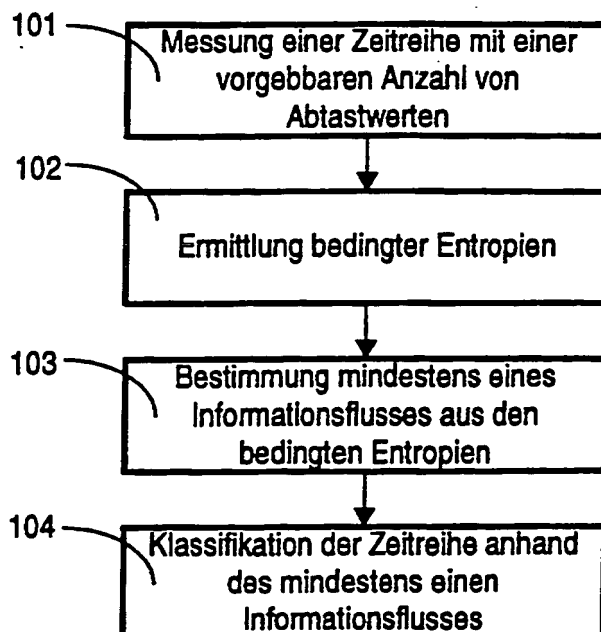 101
Messung einer Zeitreihe mit einer
vorgebbaren Anzahl von
Abtastwerten
102
Ermittlung bedingter Entropien
103
Bestimmung mindestens eines
Informationsflusses aus den
bedingten Entropien
104
Klassifikation der Zeitreihe anhand
des mindestens einen
Informationsflusses